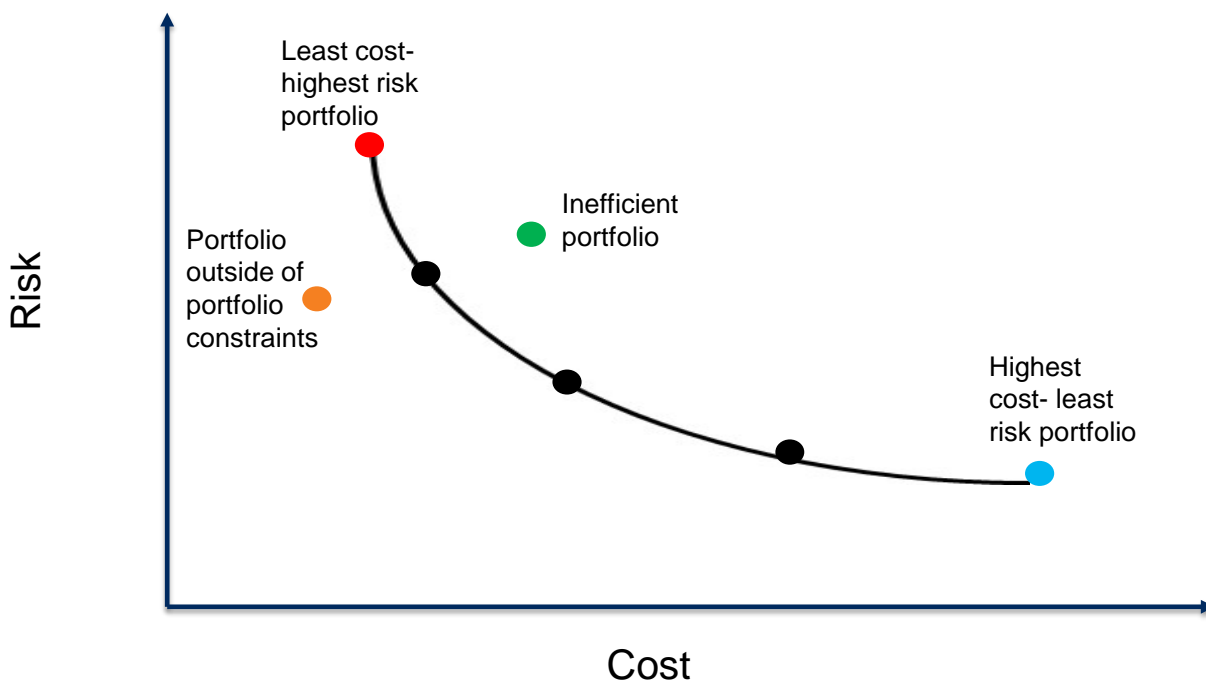 Least cost-
highest risk
portfolio
Inefficient
portfolio
Portfolio
outside of
portfolio
constraints
Risk
Highest
cost- least
risk portfolio
Cost